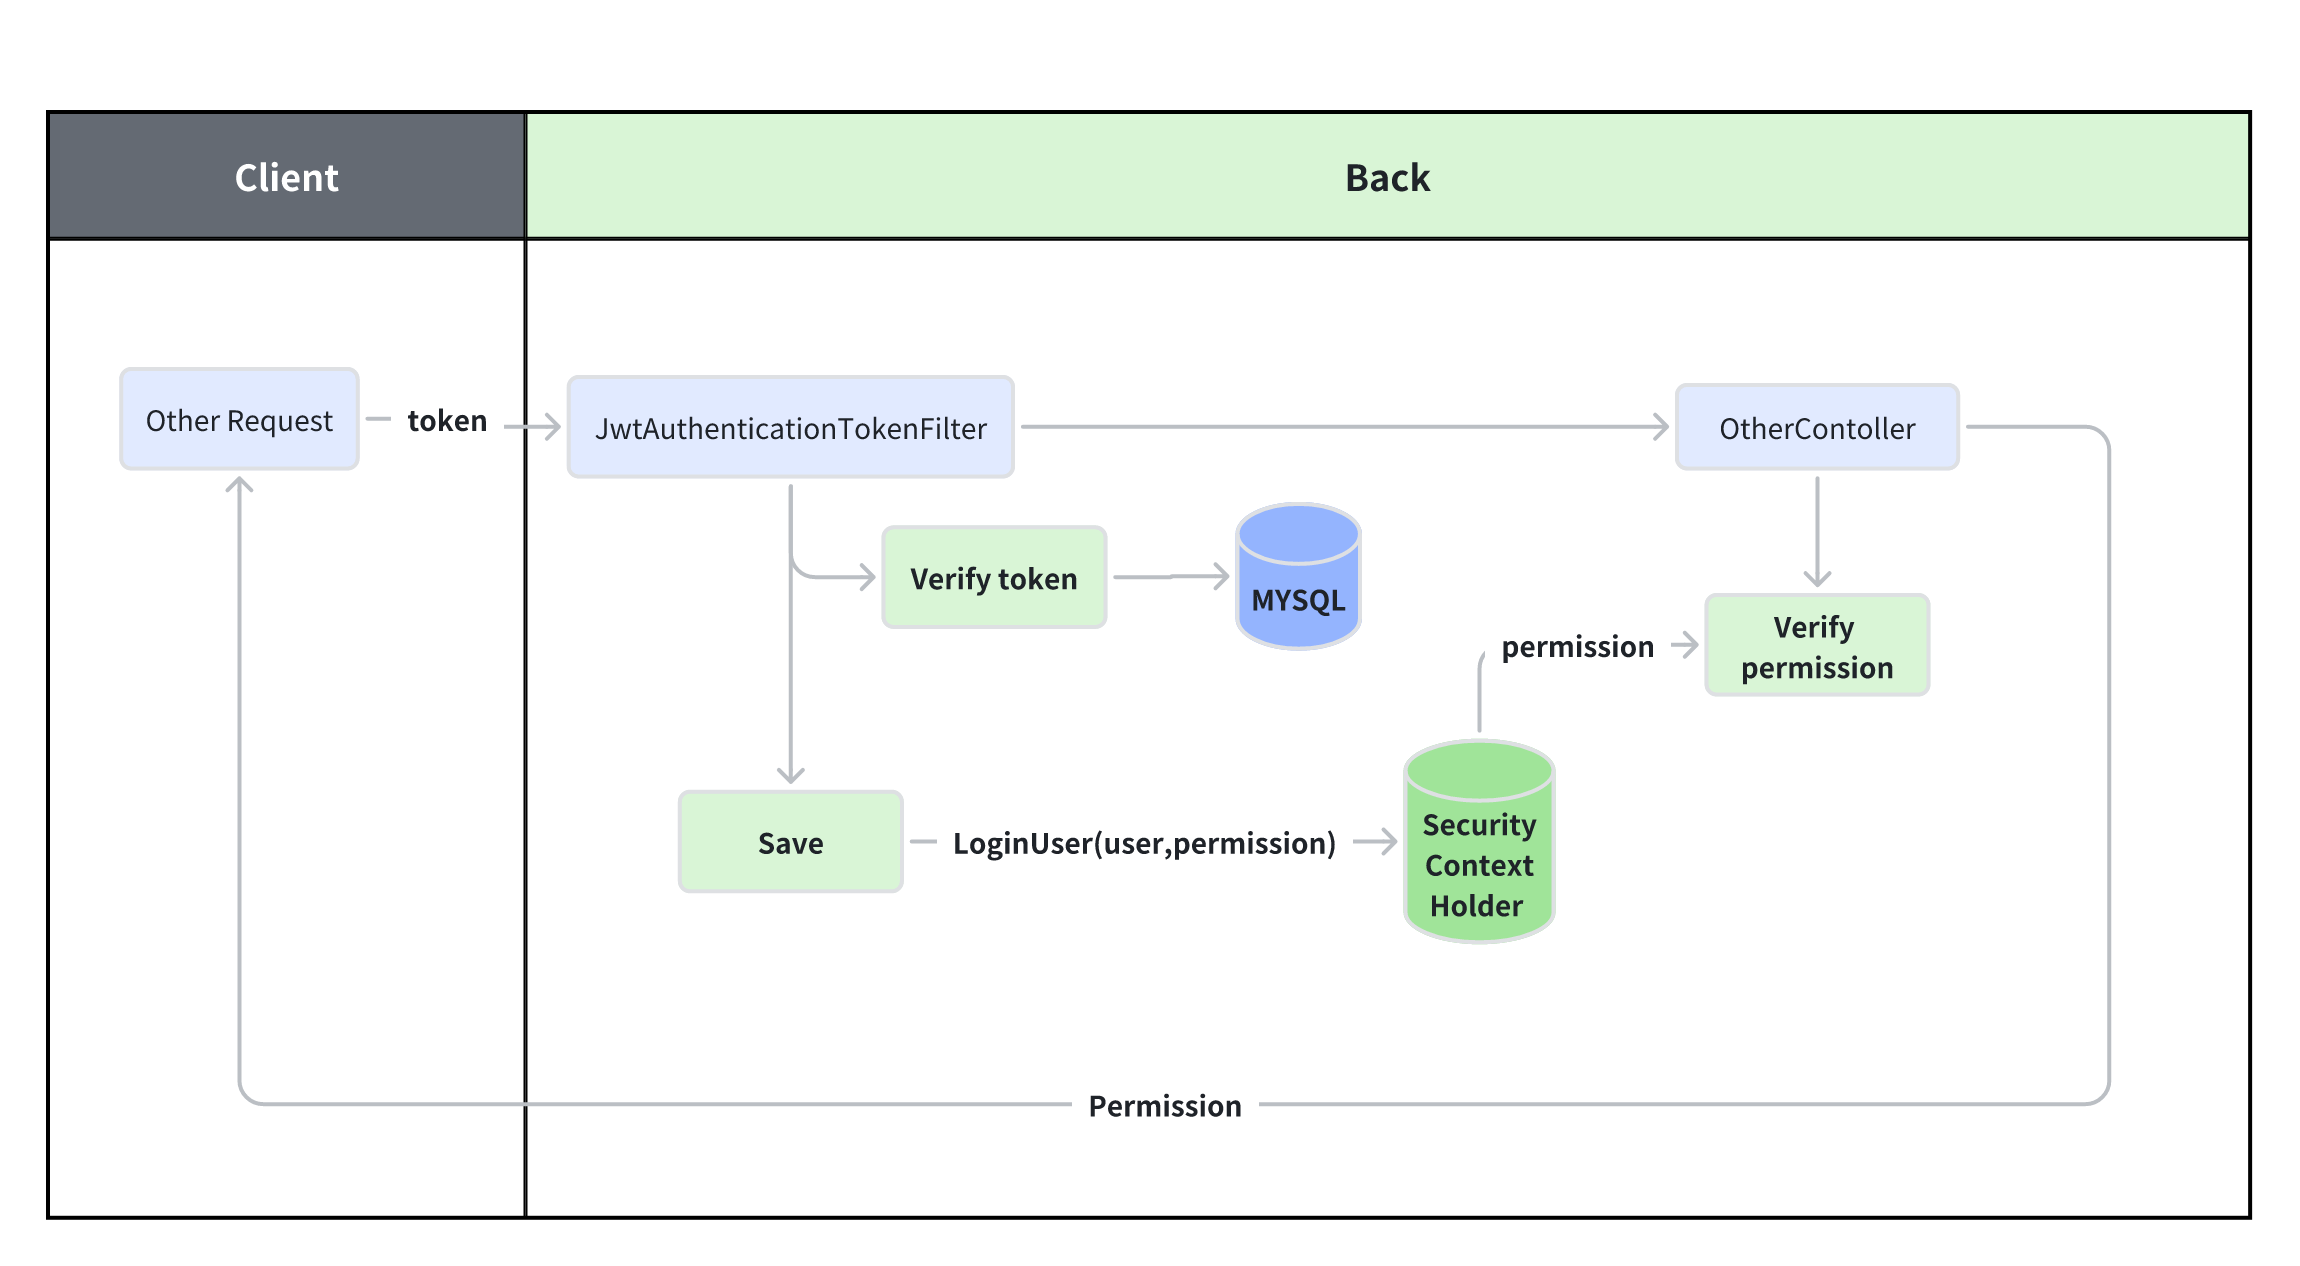 Client
Back
Other Request
token
JwtAuthenticationTokenFilter
OtherContoller
Verify token
MYSQL
permission
Verify
permission
Save
LoginUser(user,permission)
Security
Context
Holder
Permission